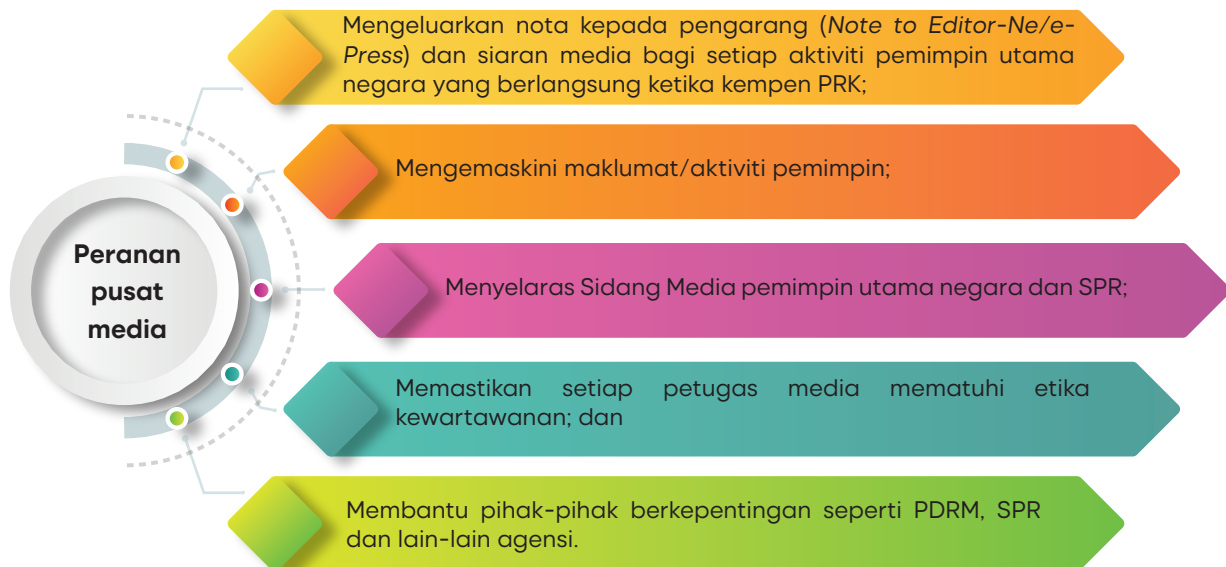 Mengeluarkan nota kepada pengarang (Note to Editor-Ne/e-
Press) dan siaran media bagi setiap aktiviti pemimpin utama
negara yang berlangsung ketika kempen PRK;
Mengemaskini maklumat/aktiviti pemimpin;
Peranan
pusat
media
Menyelaras Sidang Media pemimpin utama negara dan SPR;
Memastikan setiap petugas media mematuhi etika
kewartawanan; dan
Membantu pihak-pihak berkepentingan seperti PDRM, SPR
dan lain-lain agensi.